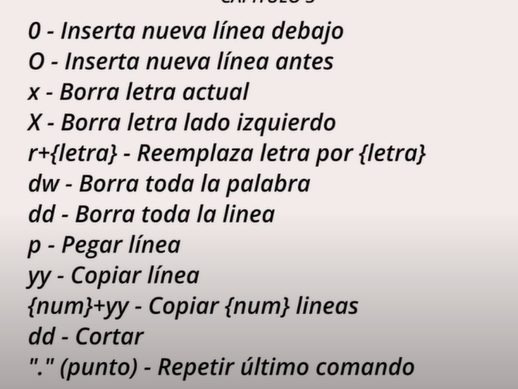 0 - Inserta nueva línea debajo
O - Inserta nueva línea antes
x - Borra letra actual
X - Borra letra lado izquierdo
r+{letra} - Reemplaza letra por {letra}
dw - Borra toda la palabra
dd - Borra toda la linea
p - Pegar línea
yy - Copiar línea
{num}+yy - Copiar {num} lineas
dd - Cortar
"." (punto) - Repetir último comando